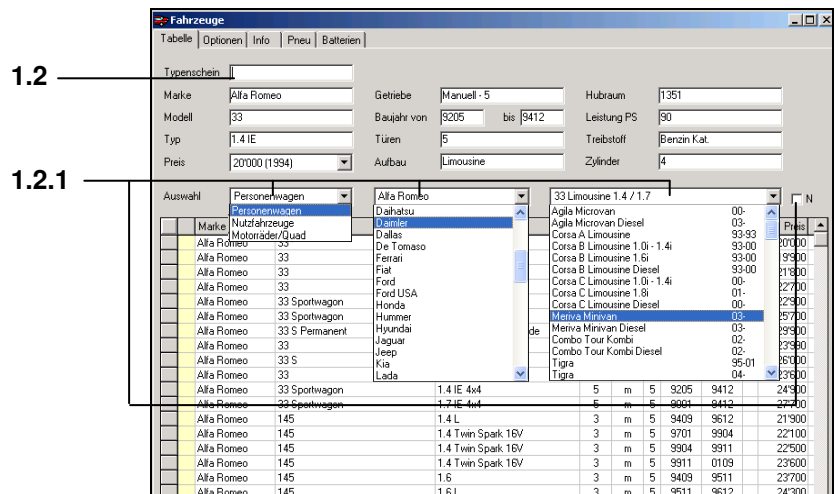 Fahrzeuge
Tabelle Optionen Info Pneu Batterien
1.2
Typenschein
Marke Alfa Romeo Getriebe Manuell - 5 Hubraum 1351
Modell 33 Baujahr von 9205 bis 9412 Leistung PS 90
Typ 1.4 IE Türen 5 Treibstoff Benzin Kat.
Preis 20'000 (1994) Aufbau Limousine Zylinder 4
1.2.1
Auswahl Personenwagen Alfa Romeo 33 Limousine 1.4 / 1.7 N
Personenwagen Daihatsu Agila Microvan 00-
Nutzfahrzeuge Daimler Agila Microvan Diesel 03-
Motorräder/Quad Dallas Corsa A Limousine 93-93
De Tomaso Corsa B Limousine 1.0i - 1.4i 93-00
Ferrari Corsa B Limousine 1.6i 93-00
Fiat Corsa B Limousine Diesel 93-00
Ford Corsa C Limousine 1.0i - 1.4i 00-
Ford USA Corsa C Limousine 1.8i 01-
Honda Corsa C Limousine Diesel 00-
Hummer Meriva Minivan 03-
Hyundai Meriva Minivan Diesel 03-
Jaguar Combo Tour Kombi 02-
Jeep Combo Tour Kombi Diesel 02-
Kia Tigra 95-01
Lada Tigra 04-
Marke Preis
Alfa Romeo 33 20'000
Alfa Romeo 33 19'900
Alfa Romeo 33 21'800
Alfa Romeo 33 22'700
Alfa Romeo 33 Sportwagon 22'900
Alfa Romeo 33 Sportwagon 25'700
Alfa Romeo 33 S Permanent de 29'900
Alfa Romeo 33 23'990
Alfa Romeo 33 S 26'000
Alfa Romeo 33 Sportwagon 23'600
Alfa Romeo 33 Sportwagon 1.4 IE 4x4 5 m 5 9205 9412 24'900
Alfa Romeo 33 Sportwagon 1.7 IE 4x4 5 m 5 9001 9412 27'700
Alfa Romeo 145 1.4 L 3 m 5 9409 9612 21'900
Alfa Romeo 145 1.4 Twin Spark 16V 3 m 5 9701 9904 22'100
Alfa Romeo 145 1.4 Twin Spark 16V 3 m 5 9904 9911 22'500
Alfa Romeo 145 1.4 Twin Spark 16V 3 m 5 9911 0109 23'600
Alfa Romeo 145 1.6 3 m 5 9409 9511 23'700
Alfa Romeo 145 1.6 L 3 m 5 9511 9612 24'300